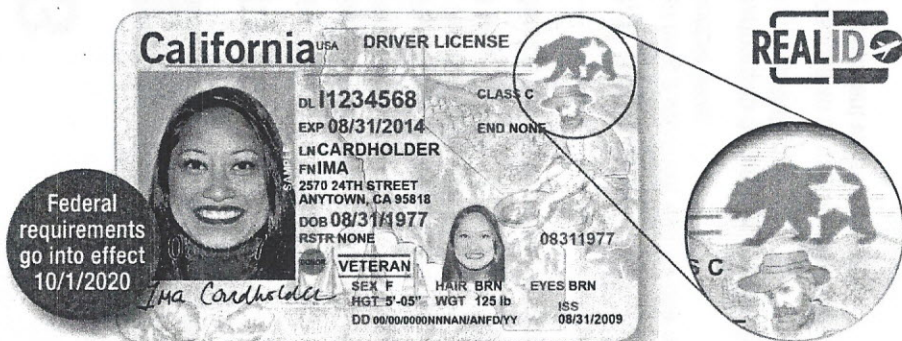 California USA DRIVER LICENSE
REAL ID
DL I1234568 CLASS C
EXP 08/31/2014 END NONE
LN CARDHOLDER
FN IMA
2570 24TH STREET
ANYTOWN, CA 95818
DOB 08/31/1977
RSTR NONE 08311977
SAMPLE
DONOR
VETERAN
SEX F HAIR BRN EYES BRN
HGT 5'-05" WGT 125 lb ISS
DD 00/00/0000NNNAN/ANFD/YY 08/31/2009
Ima Cardholder
Federal
requirements
go into effect
10/1/2020
S C